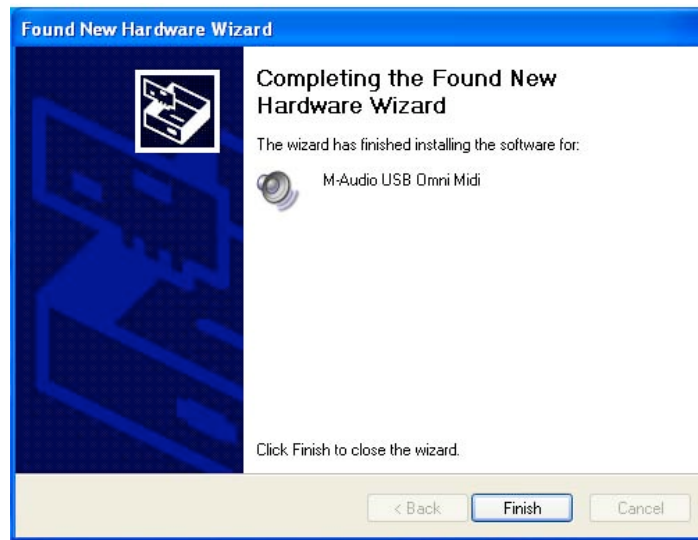 Found New Hardware Wizard
Completing the Found New
Hardware Wizard
The wizard has finished installing the software for:
M-Audio USB Omni Midi
Click Finish to close the wizard.
< Back
Finish
Cancel